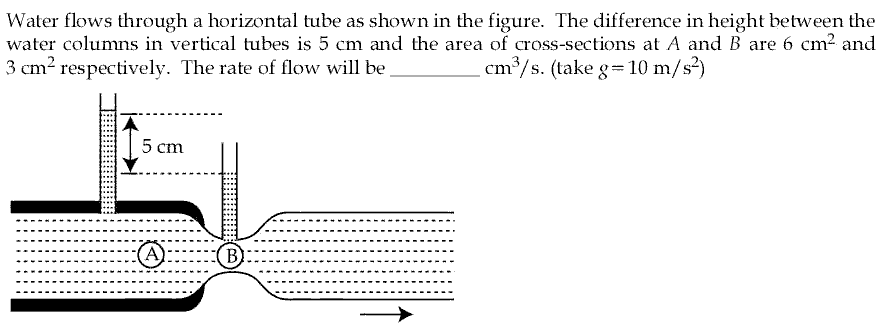 Water flows through a horizontal tube as shown in the figure. The difference in height between the
water columns in vertical tubes is 5 cm and the area of cross-sections at A and B are 6 cm² and
3 cm² respectively. The rate of flow will be __________ cm³/s. (take g=10 m/s²)
5 cm
A
B